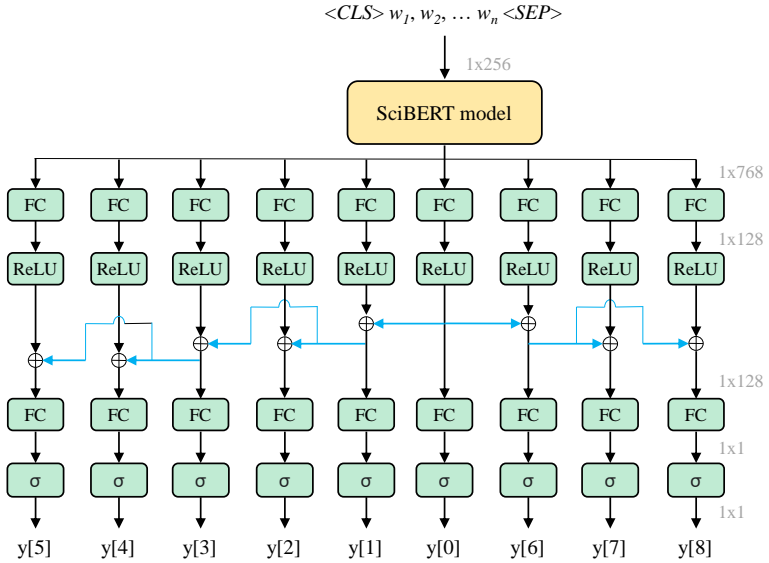 <CLS> w1, w2, … wn <SEP>
1x256
SciBERT model
1x768
FC FC FC FC FC FC FC FC FC
1x128
ReLU ReLU ReLU ReLU ReLU ReLU ReLU ReLU ReLU
1x128
FC FC FC FC FC FC FC FC FC
1x1
σ σ σ σ σ σ σ σ σ
1x1
y[5] y[4] y[3] y[2] y[1] y[0] y[6] y[7] y[8]